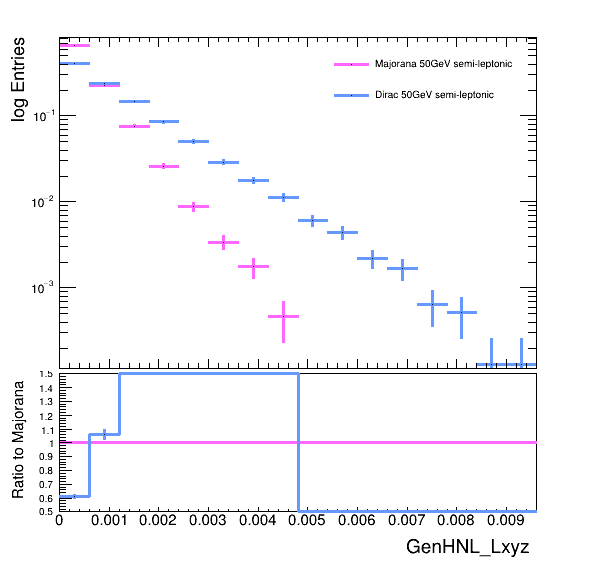 log Entries
Majorana 50GeV semi-leptonic
Dirac 50GeV semi-leptonic
10⁻¹
10⁻²
10⁻³
Ratio to Majorana
1.5
1.4
1.3
1.2
1.1
1
0.9
0.8
0.7
0.6
0.5
0 0.001 0.002 0.003 0.004 0.005 0.006 0.007 0.008 0.009
GenHNL_Lxyz